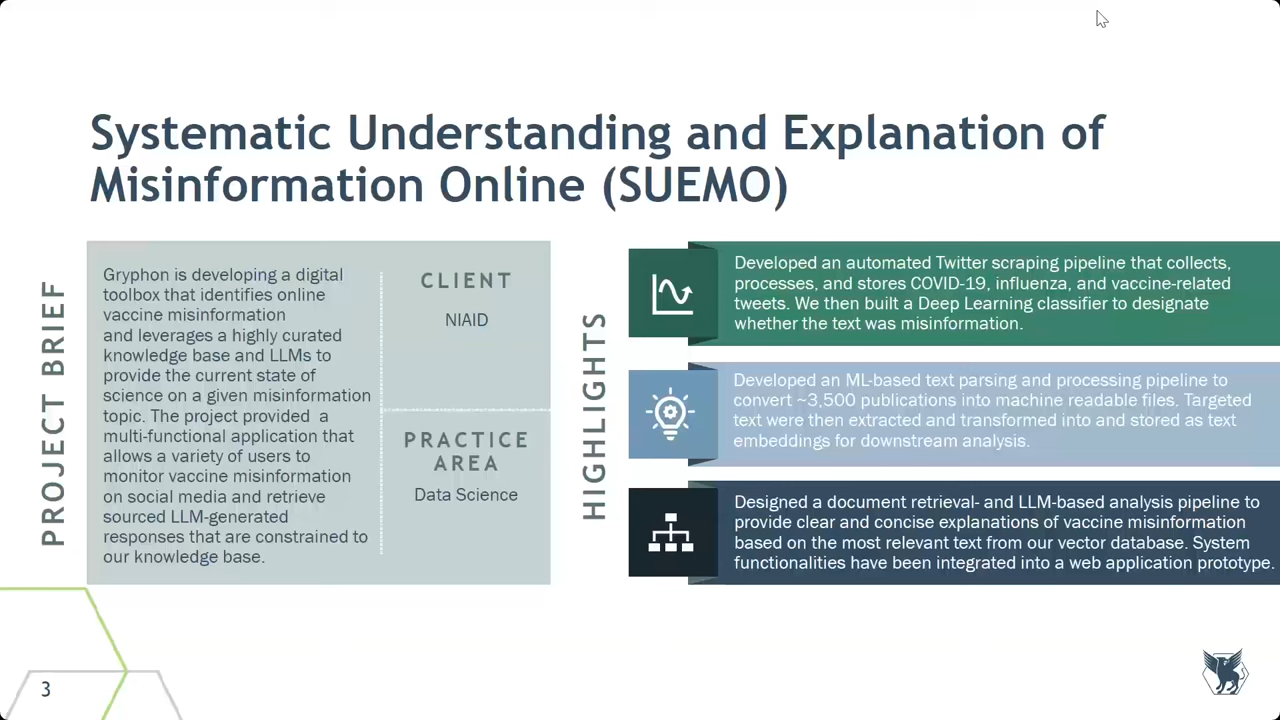 Systematic Understanding and Explanation of
Misinformation Online (SUEMO)
PROJECT BRIEF
Gryphon is developing a digital
toolbox that identifies online
vaccine misinformation
and leverages a highly curated
knowledge base and LLMs to
provide the current state of
science on a given misinformation
topic. The project provided a
multi-functional application that
allows a variety of users to
monitor vaccine misinformation
on social media and retrieve
sourced LLM-generated
responses that are constrained to
our knowledge base.
CLIENT
NIAID
PRACTICE
AREA
Data Science
HIGHLIGHTS
Developed an automated Twitter scraping pipeline that collects,
processes, and stores COVID-19, influenza, and vaccine-related
tweets. We then built a Deep Learning classifier to designate
whether the text was misinformation.
Developed an ML-based text parsing and processing pipeline to
convert ~3,500 publications into machine readable files. Targeted
text were then extracted and transformed into and stored as text
embeddings for downstream analysis.
Designed a document retrieval- and LLM-based analysis pipeline to
provide clear and concise explanations of vaccine misinformation
based on the most relevant text from our vector database. System
functionalities have been integrated into a web application prototype.
3